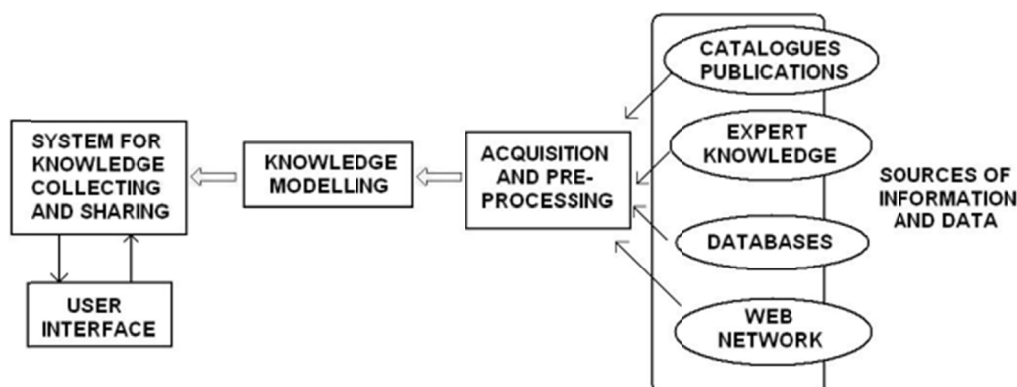 SYSTEM FOR
KNOWLEDGE
COLLECTING
AND SHARING
USER
INTERFACE
KNOWLEDGE
MODELLING
ACQUISITION
AND PRE-
PROCESSING
CATALOGUES
PUBLICATIONS
EXPERT
KNOWLEDGE
DATABASES
WEB
NETWORK
SOURCES OF
INFORMATION
AND DATA